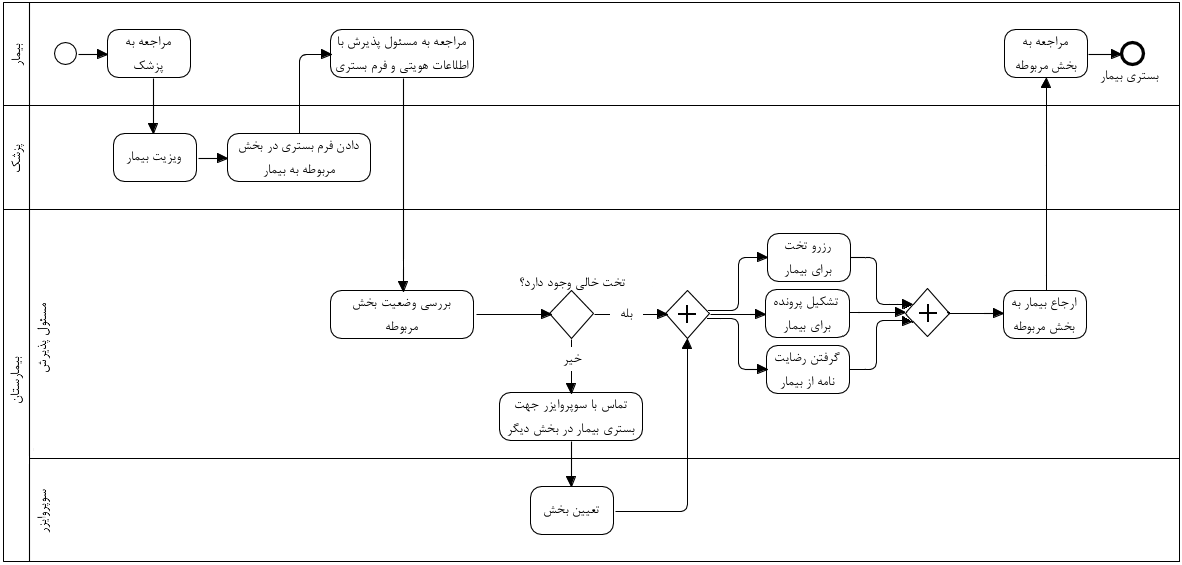 بیمار
مراجعه به
پزشک
مراجعه به مسئول پذیرش با
اطلاعات هویتی و فرم بستری
مراجعه به
بخش مربوطه
بستری بیمار
پزشک
ویزیت بیمار
دادن فرم بستری در بخش
مربوطه به بیمار
بیمارستان
مسئول پذیرش
بررسی وضعیت بخش
مربوطه
تخت خالی وجود دارد؟
بله
خیر
رزرو تخت
برای بیمار
تشکیل پرونده
برای بیمار
گرفتن رضایت
نامه از بیمار
ارجاع بیمار به
بخش مربوطه
تماس با سوپروایزر جهت
بستری بیمار در بخش دیگر
سوپروایزر
تعیین بخش